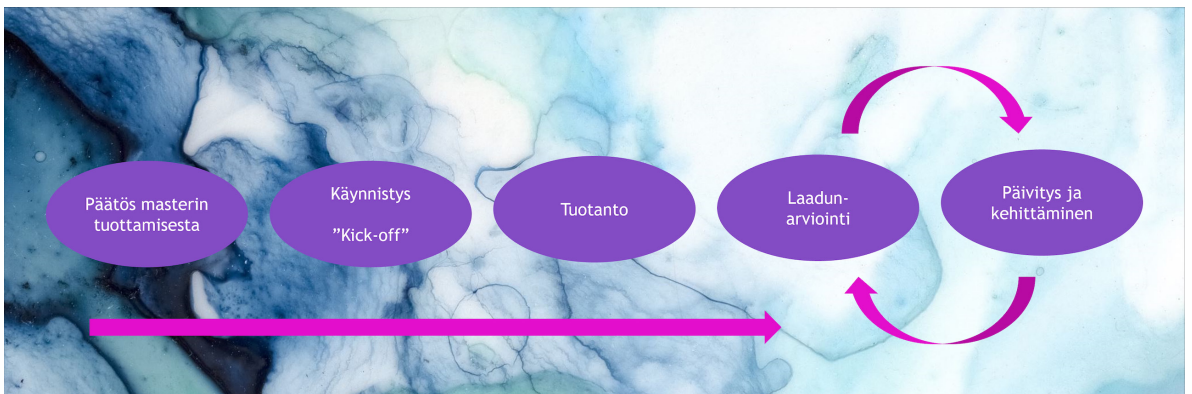 Päätös masterin
tuottamisesta
Käynnistys
”Kick-off”
Tuotanto
Laadun-
arviointi
Päivitys ja
kehittäminen